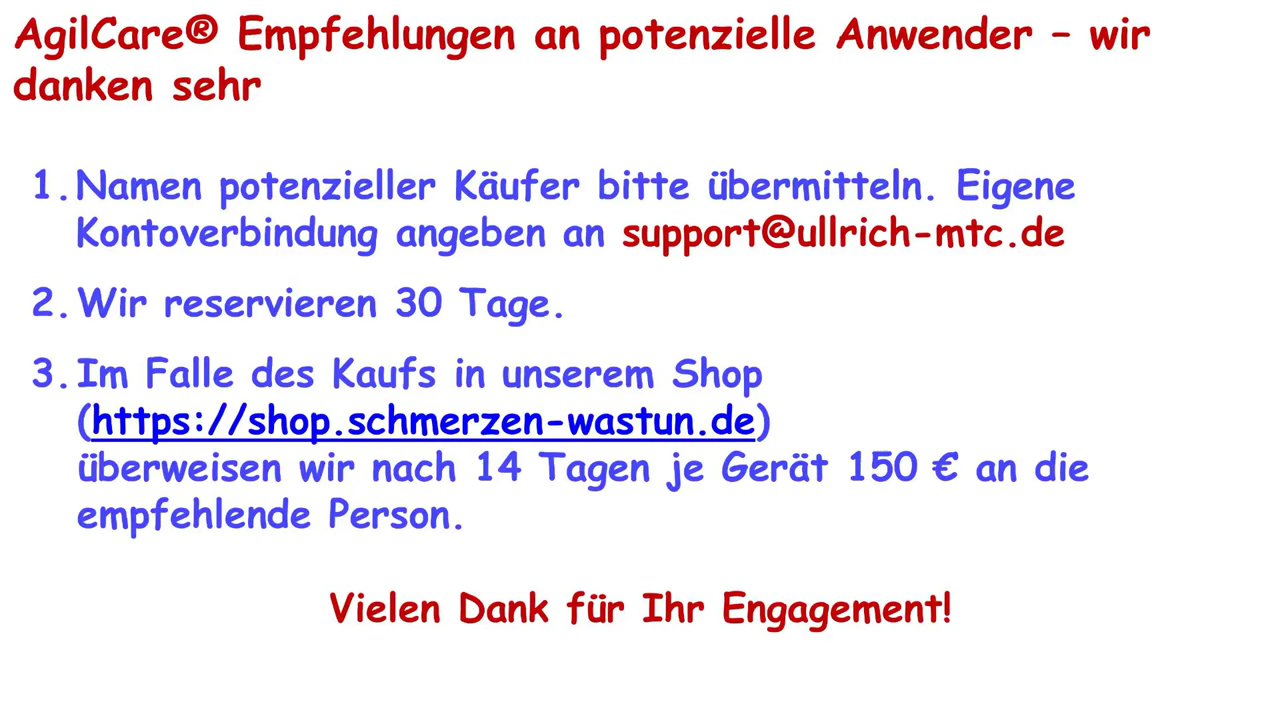 AgilCare® Empfehlungen an potenzielle Anwender – wir
danken sehr
1. Namen potenzieller Käufer bitte übermitteln. Eigene
Kontoverbindung angeben an support@ullrich-mtc.de
2. Wir reservieren 30 Tage.
3. Im Falle des Kaufs in unserem Shop
(https://shop.schmerzen-wastun.de)
überweisen wir nach 14 Tagen je Gerät 150 € an die
empfehlende Person.
Vielen Dank für Ihr Engagement!